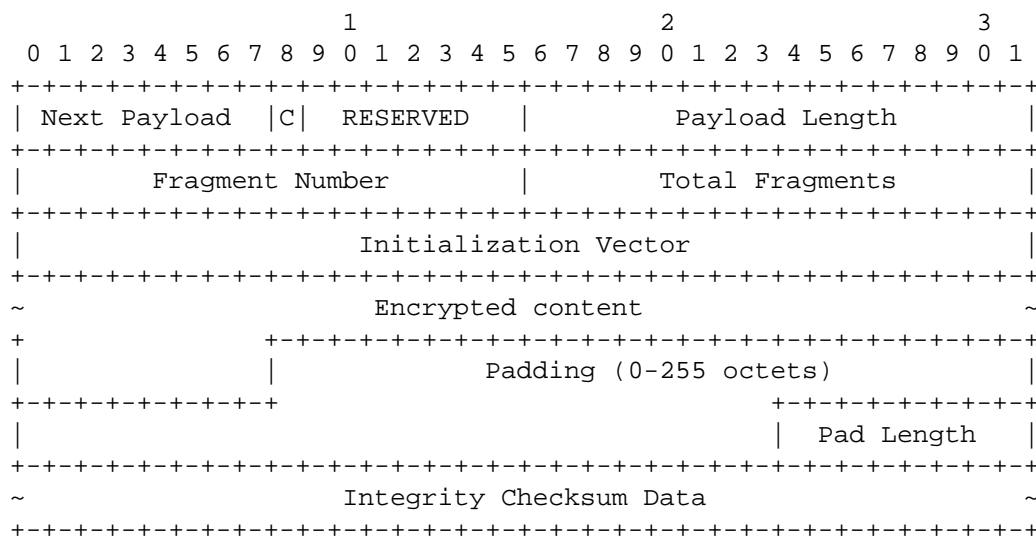 1                   2                   3
 0 1 2 3 4 5 6 7 8 9 0 1 2 3 4 5 6 7 8 9 0 1 2 3 4 5 6 7 8 9 0 1
+-+-+-+-+-+-+-+-+-+-+-+-+-+-+-+-+-+-+-+-+-+-+-+-+-+-+-+-+-+-+-+-+
| Next Payload  |C|  RESERVED   |         Payload Length        |
+-+-+-+-+-+-+-+-+-+-+-+-+-+-+-+-+-+-+-+-+-+-+-+-+-+-+-+-+-+-+-+-+
|        Fragment Number        |        Total Fragments        |
+-+-+-+-+-+-+-+-+-+-+-+-+-+-+-+-+-+-+-+-+-+-+-+-+-+-+-+-+-+-+-+-+
|                     Initialization Vector                     |
+-+-+-+-+-+-+-+-+-+-+-+-+-+-+-+-+-+-+-+-+-+-+-+-+-+-+-+-+-+-+-+-+
~                      Encrypted content                        ~
+               +-+-+-+-+-+-+-+-+-+-+-+-+-+-+-+-+-+-+-+-+-+-+-+-+
|               |             Padding (0-255 octets)            |
+-+-+-+-+-+-+-+-+                               +-+-+-+-+-+-+-+-+
|                                               |  Pad Length   |
+-+-+-+-+-+-+-+-+-+-+-+-+-+-+-+-+-+-+-+-+-+-+-+-+-+-+-+-+-+-+-+-+
~                    Integrity Checksum Data                    ~
+-+-+-+-+-+-+-+-+-+-+-+-+-+-+-+-+-+-+-+-+-+-+-+-+-+-+-+-+-+-+-+-+